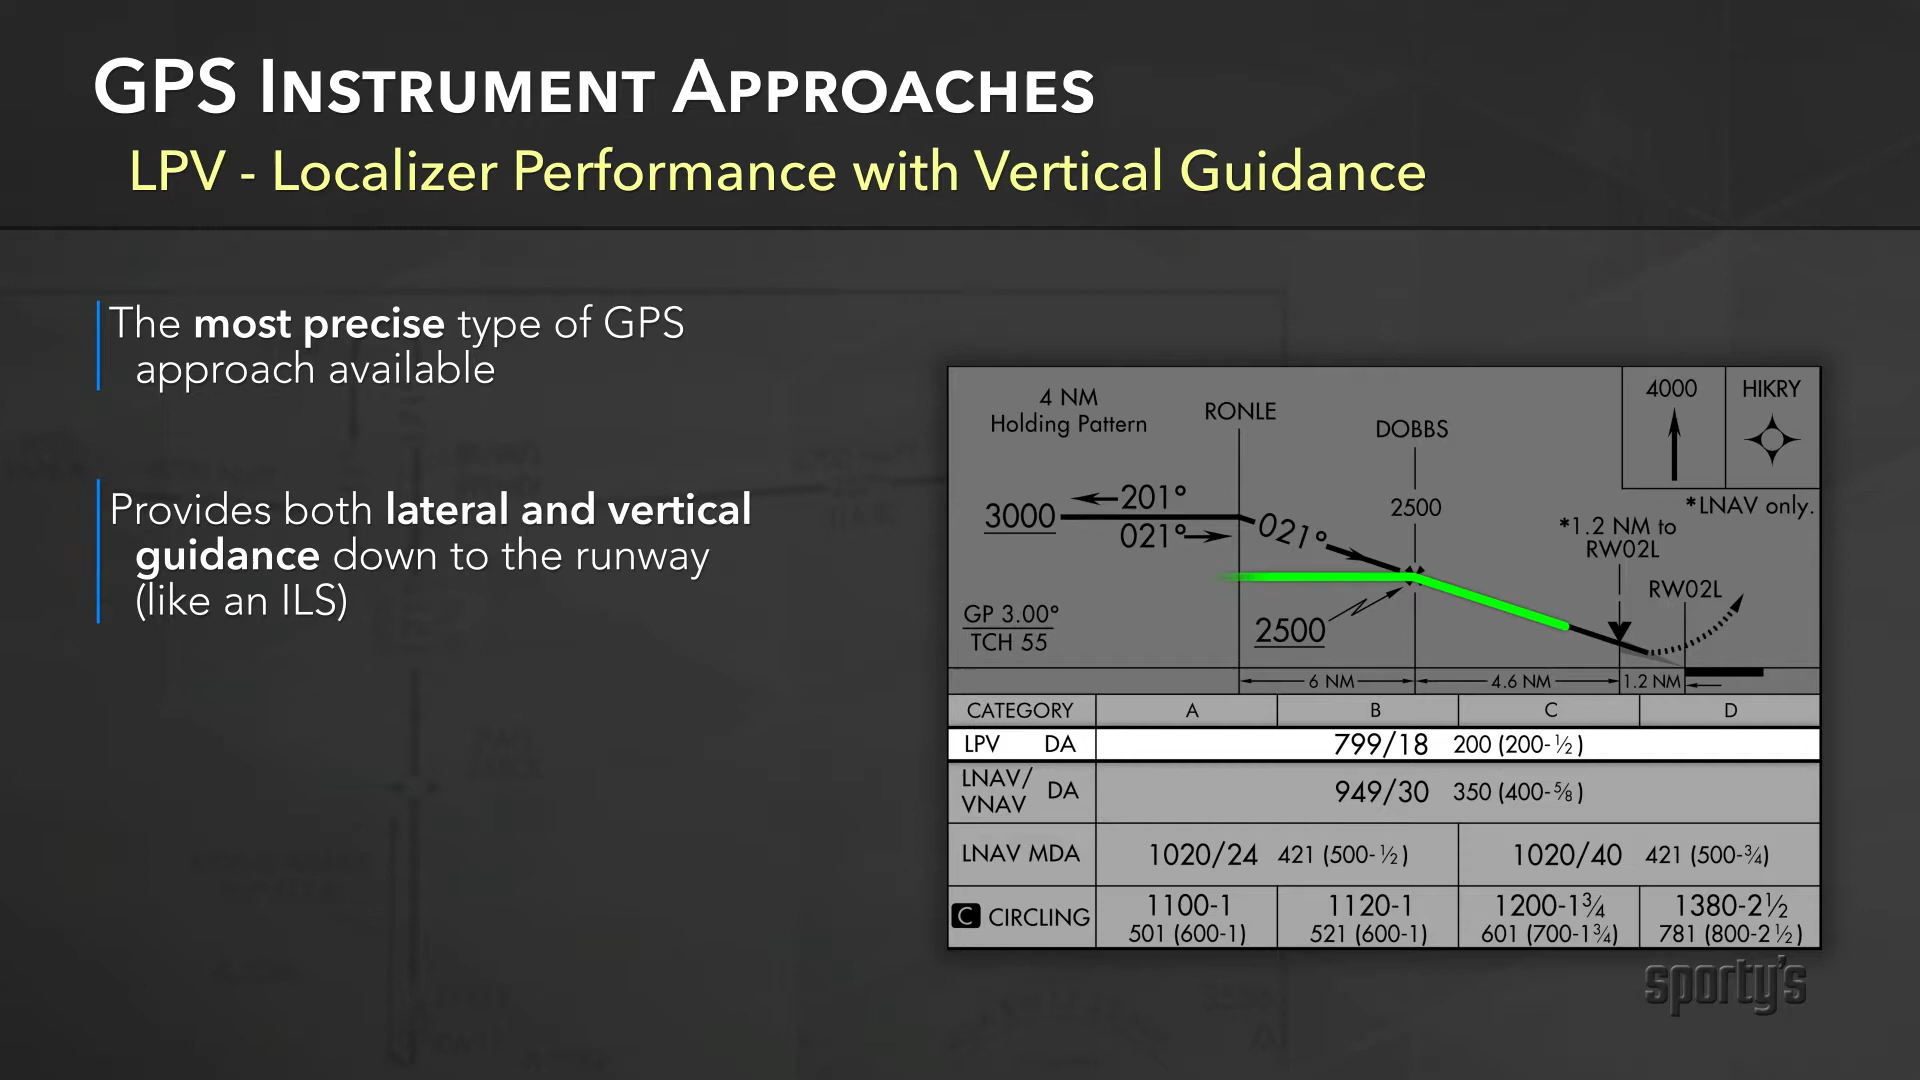 GPS INSTRUMENT APPROACHES
LPV - Localizer Performance with Vertical Guidance
The most precise type of GPS
approach available
Provides both lateral and vertical
guidance down to the runway
(like an ILS)
4 NM
Holding Pattern
RONLE
DOBBS
4000
HIKRY
*LNAV only.
3000
201°
021°
021°
2500
*1.2 NM to
RW02L
RW02L
GP 3.00°
TCH 55
2500
6 NM
4.6 NM
1.2 NM
CATEGORY A B C D
LPV DA 799/18 200 (200-½)
LNAV/
VNAV DA 949/30 350 (400-⅝)
LNAV MDA 1020/24 421 (500-½) 1020/40 421 (500-¾)
C CIRCLING 1100-1 1120-1 1200-1¾ 1380-2½
501 (600-1) 521 (600-1) 601 (700-1¾) 781 (800-2½)
sporty's